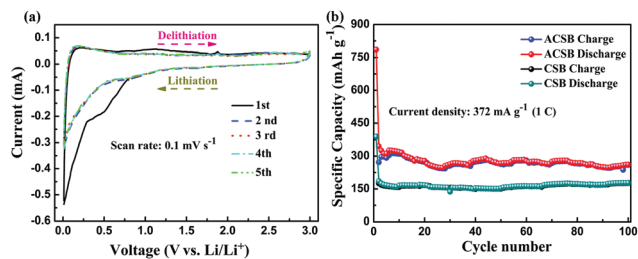 (a)
0.1
0.0
-0.1
-0.2
-0.3
-0.4
-0.5
-0.6
Current (mA)
Delithiation
Lithiation
1st
2 nd
3 rd
4th
5th
Scan rate: 0.1 mV s⁻¹
0.0 0.5 1.0 1.5 2.0 2.5 3.0
Voltage (V vs. Li/Li⁺)
(b)
900
750
600
450
300
150
0
Specific Capacity (mAh g⁻¹)
ACSB Charge
ACSB Discharge
CSB Charge
CSB Discharge
Current density: 372 mA g⁻¹ (1 C)
0 20 40 60 80 100
Cycle number